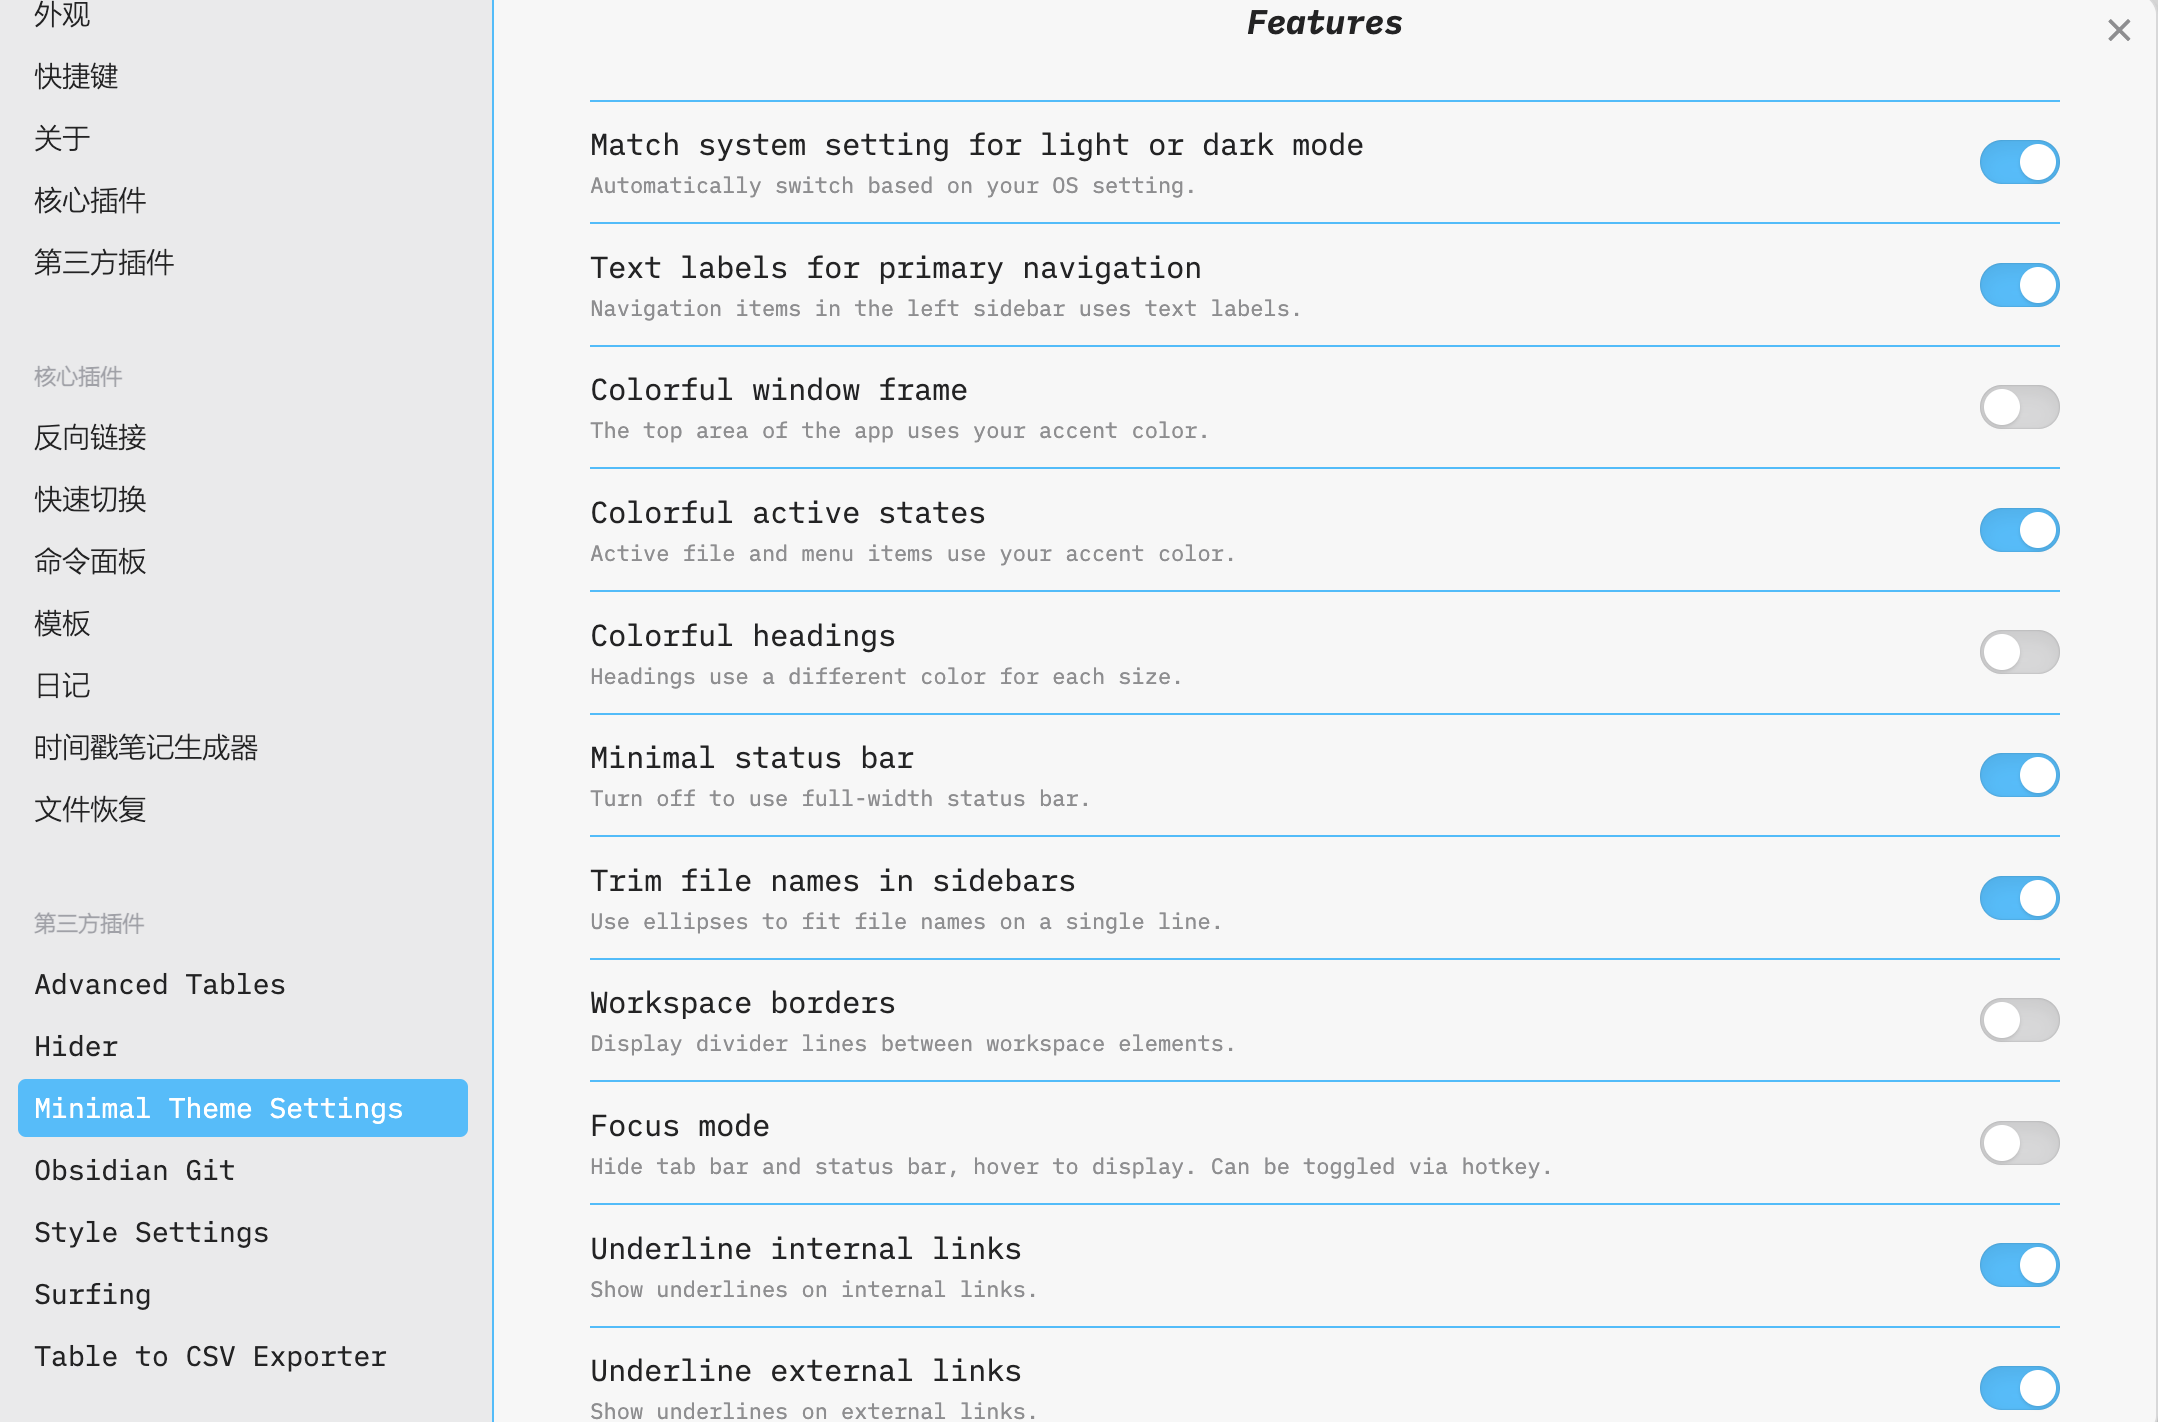 外观
快捷键
关于
核心插件
第三方插件
核心插件
反向链接
快速切换
命令面板
模板
日记
时间戳笔记生成器
文件恢复
第三方插件
Advanced Tables
Hider
Minimal Theme Settings
Obsidian Git
Style Settings
Surfing
Table to CSV Exporter
Features
Match system setting for light or dark mode
Automatically switch based on your OS setting.
Text labels for primary navigation
Navigation items in the left sidebar uses text labels.
Colorful window frame
The top area of the app uses your accent color.
Colorful active states
Active file and menu items use your accent color.
Colorful headings
Headings use a different color for each size.
Minimal status bar
Turn off to use full-width status bar.
Trim file names in sidebars
Use ellipses to fit file names on a single line.
Workspace borders
Display divider lines between workspace elements.
Focus mode
Hide tab bar and status bar, hover to display. Can be toggled via hotkey.
Underline internal links
Show underlines on internal links.
Underline external links
Show underlines on external links.